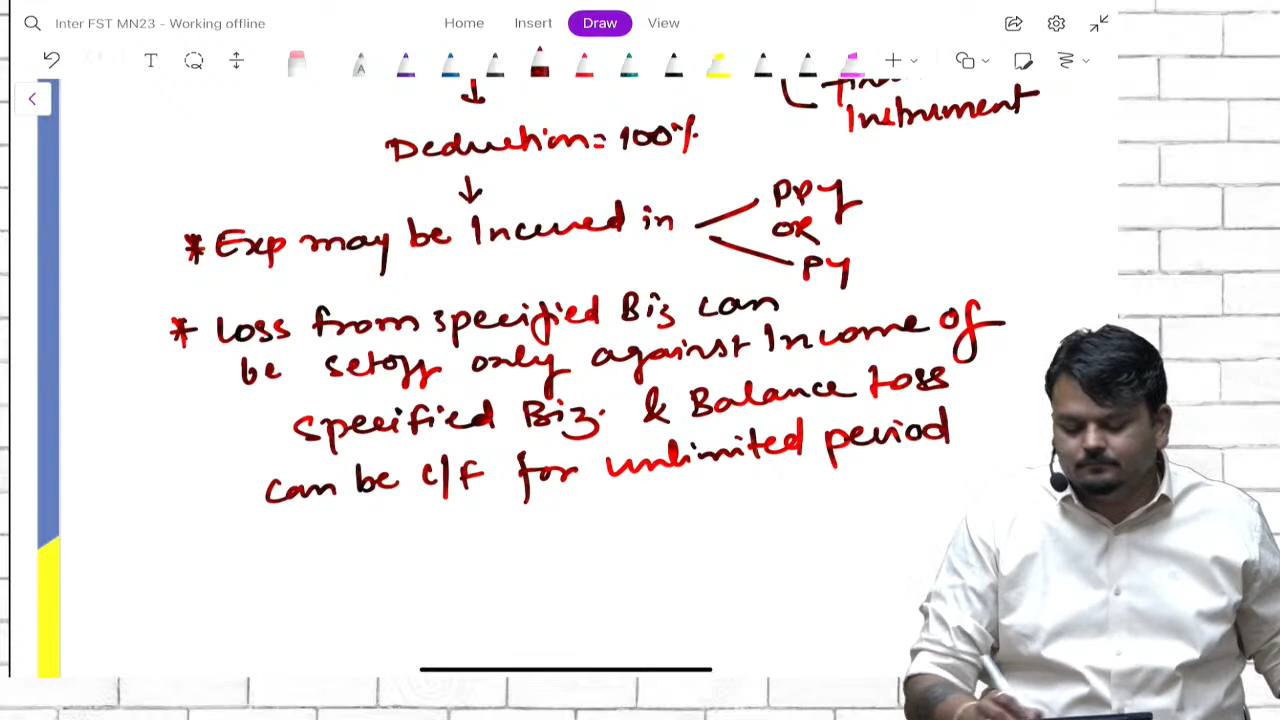 Inter FST MN23 - Working offline
Home
Insert
Draw
View
Instrument
Deduction = 100%
* Exp may be Incurred in
PPY
OR
PY
* Loss from specified Biz can
be setoff only against Income of
specified Biz. & Balance Loss
can be C/F for unlimited period